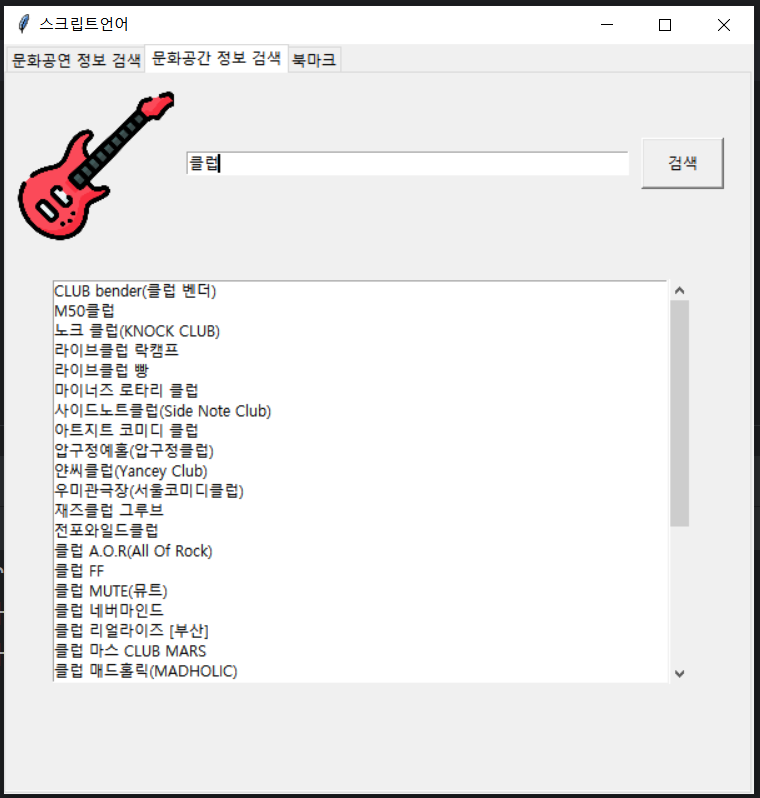 스크립트언어
문화공연 정보 검색 문화공간 정보 검색 북마크
클럽 검색
CLUB bender(클럽 벤더)
M50클럽
노크 클럽(KNOCK CLUB)
라이브클럽 락캠프
라이브클럽 빵
마이너즈 로타리 클럽
사이드노트클럽(Side Note Club)
아트지트 코미디 클럽
압구정예홀(압구정클럽)
얀씨클럽(Yancey Club)
우미관극장(서울코미디클럽)
재즈클럽 그루브
전포와일드클럽
클럽 A.O.R(All Of Rock)
클럽 FF
클럽 MUTE(뮤트)
클럽 네버마인드
클럽 리얼라이즈 [부산]
클럽 마스 CLUB MARS
클럽 매드홀릭(MADHOLIC)